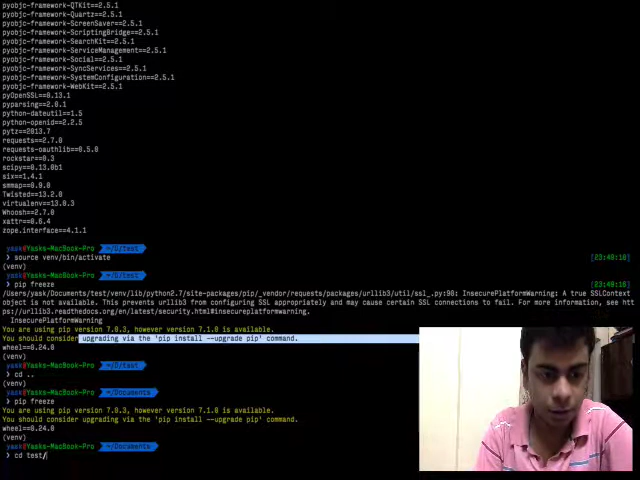 pyobjc-framework-QTKit==2.5.1
pyobjc-framework-Quartz==2.5.1
pyobjc-framework-ScreenSaver==2.5.1
pyobjc-framework-ScriptingBridge==2.5.1
pyobjc-framework-SearchKit==2.5.1
pyobjc-framework-ServiceManagement==2.5.1
pyobjc-framework-Social==2.5.1
pyobjc-framework-SyncServices==2.5.1
pyobjc-framework-SystemConfiguration==2.5.1
pyobjc-framework-WebKit==2.5.1
pyOpenSSL==0.13.1
pyparsing==2.0.1
python-dateutil==1.5
python-openid==2.2.5
pytz==2013.7
requests==2.7.0
requests-oauthlib==0.5.0
rockstar==0.3
scipy==0.13.0b1
six==1.4.1
smmap==0.9.0
Twisted==13.2.0
virtualenv==13.0.3
Whoosh==2.7.0
xattr==0.6.4
zope.interface==4.1.1
yask@Yasks-MacBook-Pro ~/D/test
❯ source venv/bin/activate [23:49:10]
(venv)
yask@Yasks-MacBook-Pro ~/D/test
❯ pip freeze [23:49:16]
/Users/yask/Documents/test/venv/lib/python2.7/site-packages/pip/_vendor/requests/packages/urllib3/util/ssl_.py:90: InsecurePlatformWarning: A true SSLContext
object is not available. This prevents urllib3 from configuring SSL appropriately and may cause certain SSL connections to fail. For more information, see htt
ps://urllib3.readthedocs.org/en/latest/security.html#insecureplatformwarning.
InsecurePlatformWarning
You are using pip version 7.0.3, however version 7.1.0 is available.
You should consider upgrading via the 'pip install --upgrade pip' command.
wheel==0.24.0
(venv)
yask@Yasks-MacBook-Pro ~/D/test
❯ cd ..
(venv)
yask@Yasks-MacBook-Pro ~/Documents
❯ pip freeze
You are using pip version 7.0.3, however version 7.1.0 is available.
You should consider upgrading via the 'pip install --upgrade pip' command.
wheel==0.24.0
(venv)
yask@Yasks-MacBook-Pro ~/Documents
❯ cd test/